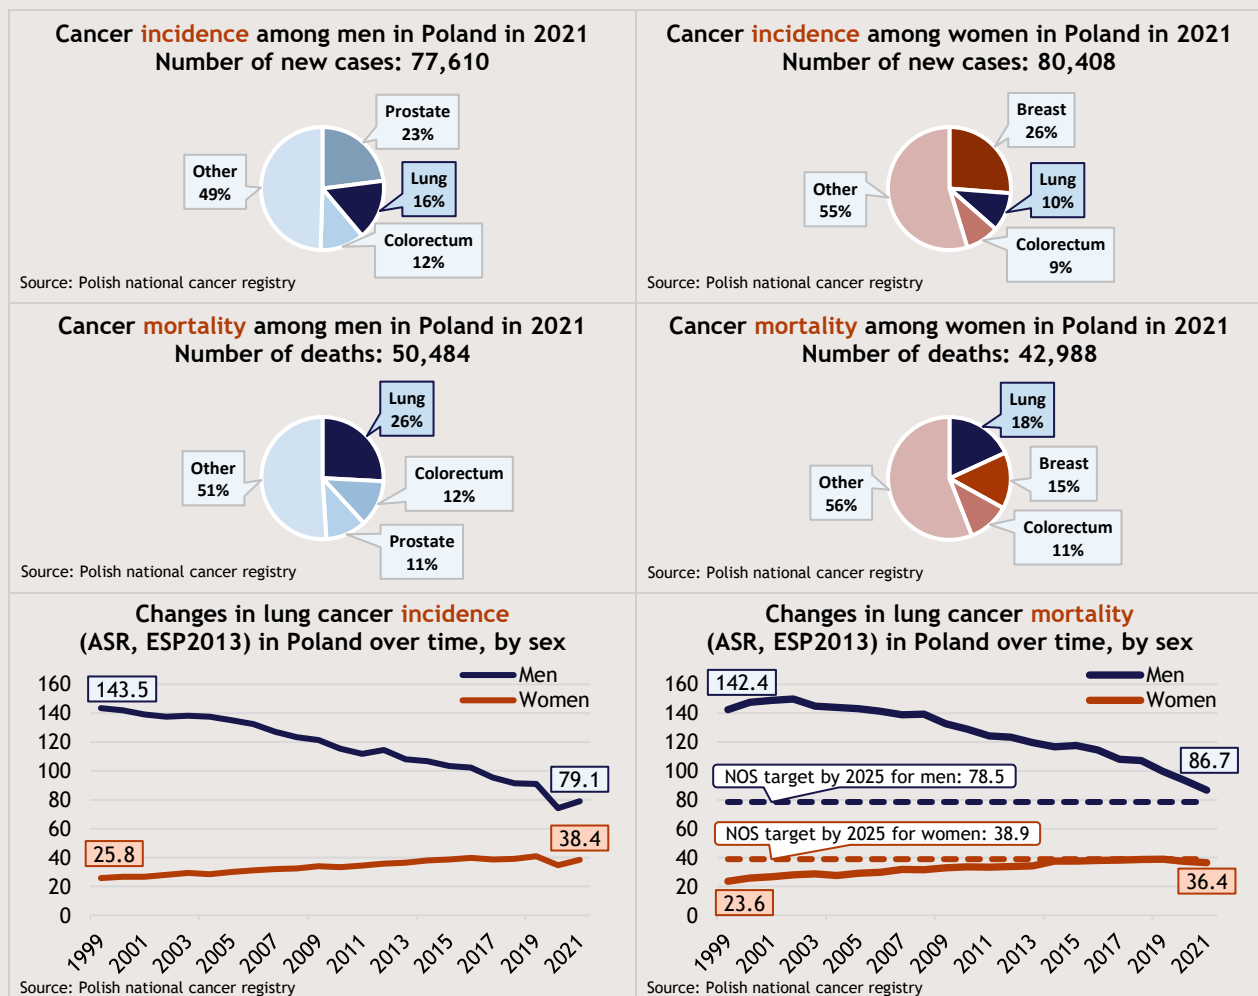 Cancer incidence among men in Poland in 2021
Number of new cases: 77,610
Prostate
23%
Lung
16%
Colorectum
12%
Other
49%
Source: Polish national cancer registry
Cancer incidence among women in Poland in 2021
Number of new cases: 80,408
Breast
26%
Lung
10%
Colorectum
9%
Other
55%
Source: Polish national cancer registry
Cancer mortality among men in Poland in 2021
Number of deaths: 50,484
Lung
26%
Colorectum
12%
Prostate
11%
Other
51%
Source: Polish national cancer registry
Cancer mortality among women in Poland in 2021
Number of deaths: 42,988
Lung
18%
Breast
15%
Colorectum
11%
Other
56%
Source: Polish national cancer registry
Changes in lung cancer incidence
(ASR, ESP2013) in Poland over time, by sex
Men
Women
160
140
120
100
80
60
40
20
0
143.5
79.1
25.8
38.4
1999
2001
2003
2005
2007
2009
2011
2013
2015
2017
2019
2021
Source: Polish national cancer registry
Changes in lung cancer mortality
(ASR, ESP2013) in Poland over time, by sex
Men
Women
160
140
120
100
80
60
40
20
0
142.4
86.7
NOS target by 2025 for men: 78.5
NOS target by 2025 for women: 38.9
23.6
36.4
1999
2001
2003
2005
2007
2009
2011
2013
2015
2017
2019
2021
Source: Polish national cancer registry